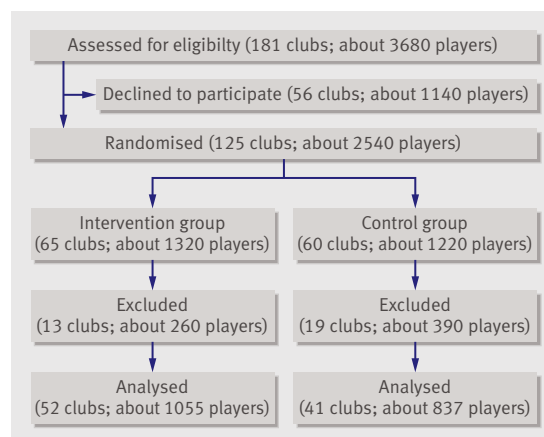 Assessed for eligibilty (181 clubs; about 3680 players)
Declined to participate (56 clubs; about 1140 players)
Randomised (125 clubs; about 2540 players)
Intervention group
(65 clubs; about 1320 players)
Control group
(60 clubs; about 1220 players)
Excluded
(13 clubs; about 260 players)
Excluded
(19 clubs; about 390 players)
Analysed
(52 clubs; about 1055 players)
Analysed
(41 clubs; about 837 players)